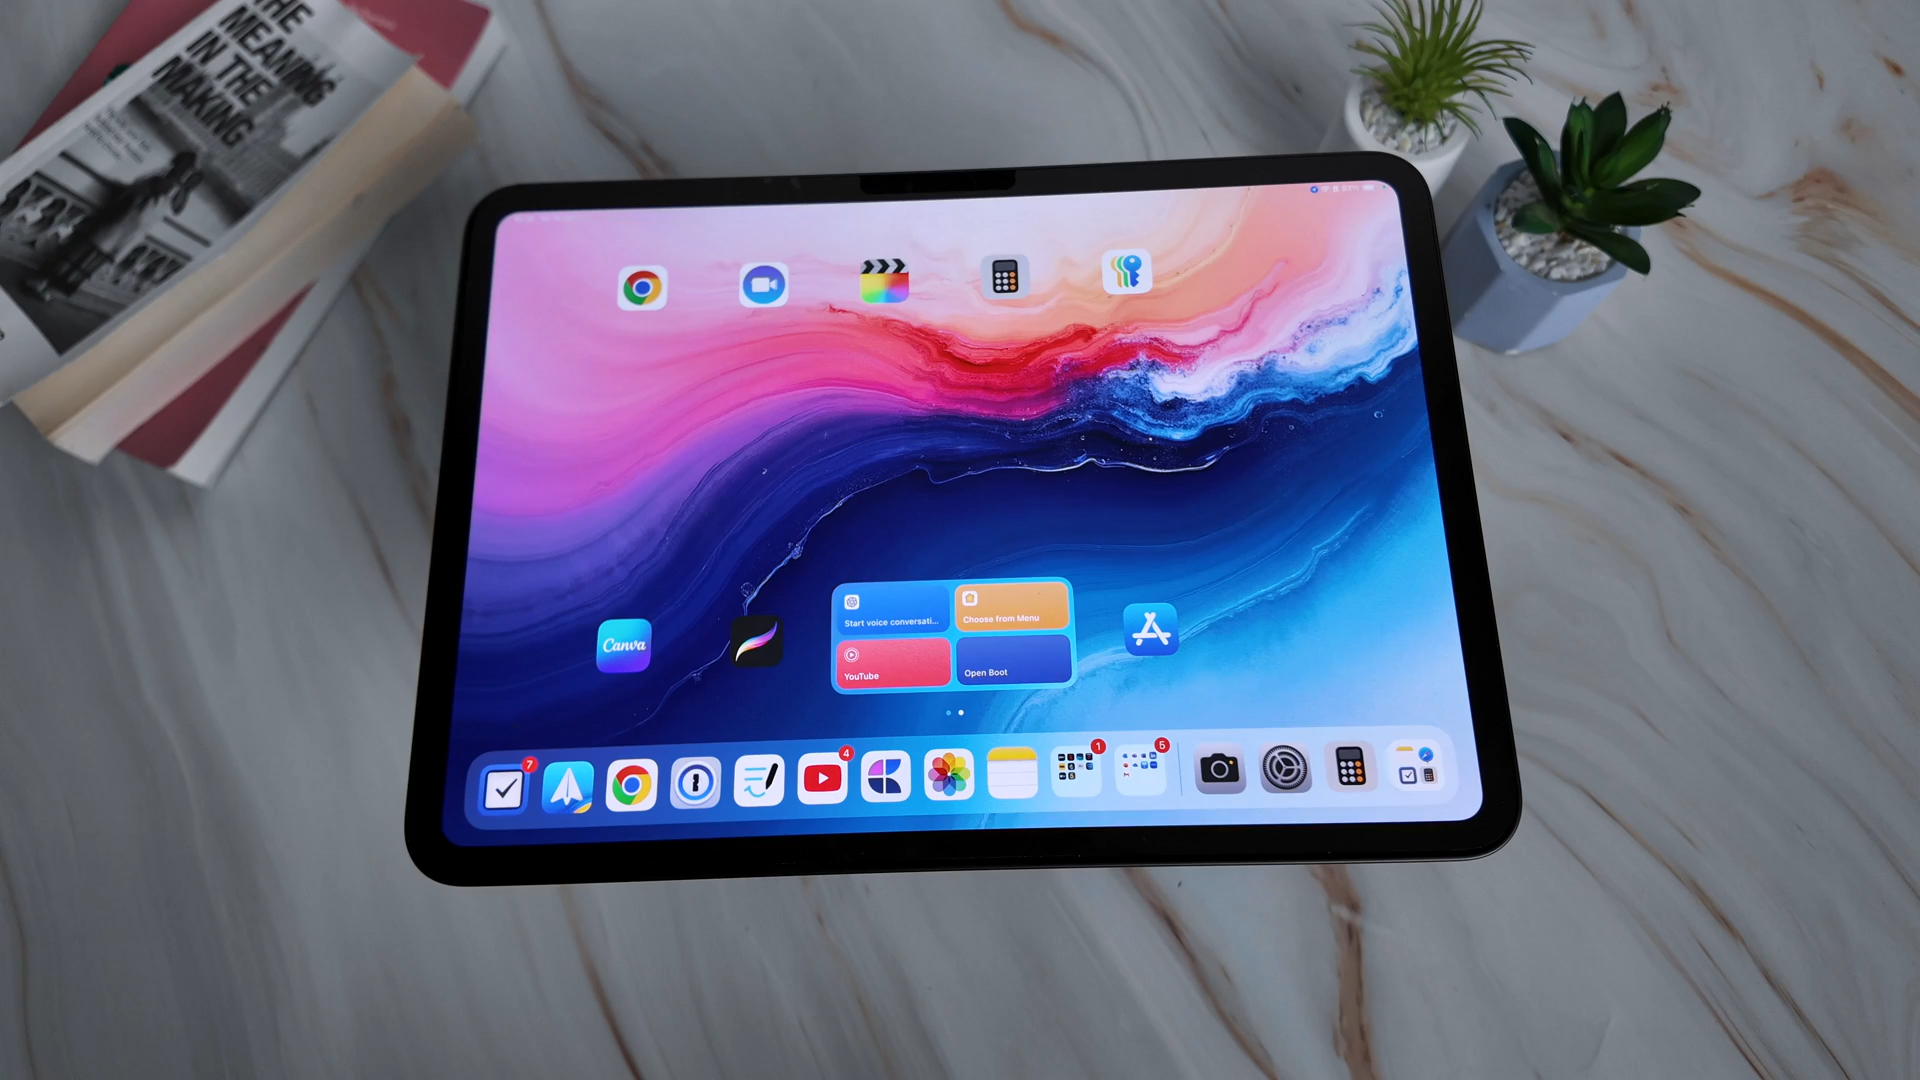 THE
MEANING
IN THE
MAKING
Canva
Start voice conversati...
Choose from Menu
YouTube
Open Boot
7
4
1
5